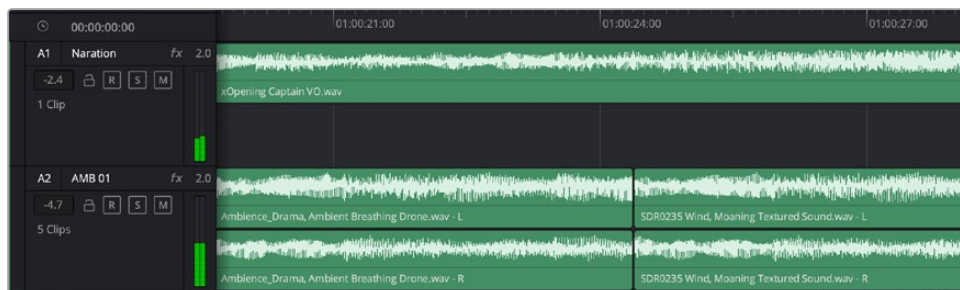 00:00:00:00
01:00:21:00 01:00:24:00 01:00:27:00
A1 Naration fx 2.0
-2.4 R S M
xOpening Captain VO.wav
1 Clip
A2 AMB 01 fx 2.0
-4.7 R S M
Ambience_Drama, Ambient Breathing Drone.wav - L SDR0235 Wind, Moaning Textured Sound.wav - L
5 Clips
Ambience_Drama, Ambient Breathing Drone.wav - R SDR0235 Wind, Moaning Textured Sound.wav - R